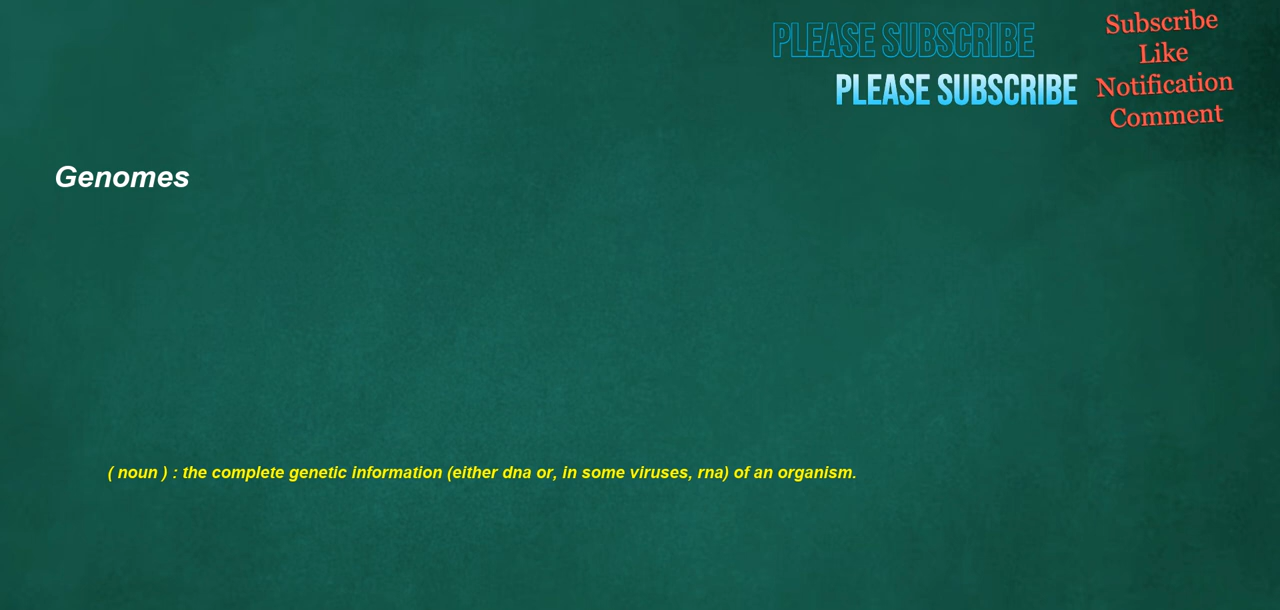 PLEASE SUBSCRIBE
PLEASE SUBSCRIBE
Subscribe
Like
Notification
Comment
Genomes
( noun ) : the complete genetic information (either dna or, in some viruses, rna) of an organism.